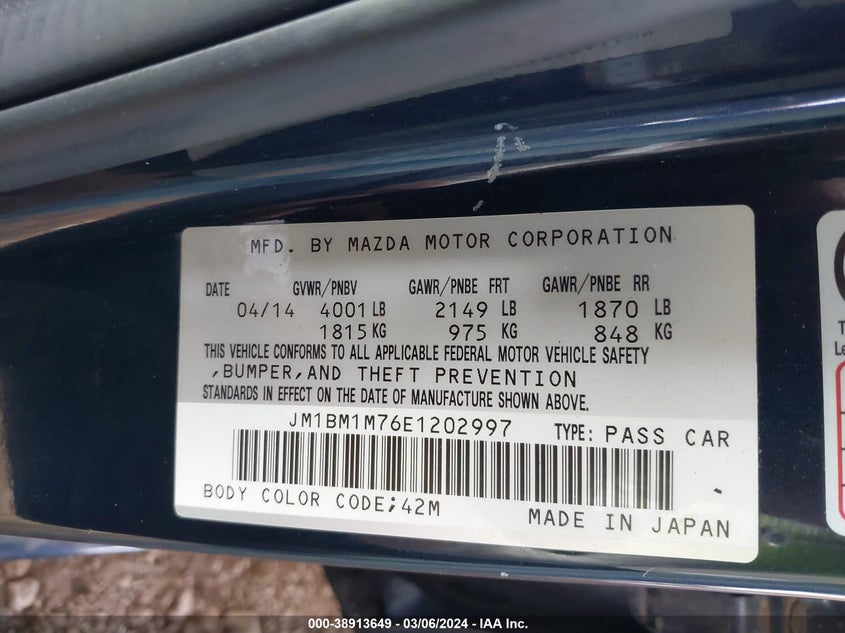 MFD. BY MAZDA MOTOR CORPORATION
DATE GVWR/PNBV GAWR/PNBE FRT GAWR/PNBE RR
04/14 4001 LB 2149 LB 1870 LB
1815 KG 975 KG 848 KG
THIS VEHICLE CONFORMS TO ALL APPLICABLE FEDERAL MOTOR VEHICLE SAFETY
,BUMPER,AND THEFT PREVENTION
STANDARDS IN EFFECT ON THE DATE OF MANUFACTURE SHOWN ABOVE.
JM1BM1M76E1202997 TYPE: PASS CAR
BODY COLOR CODE;42M
MADE IN JAPAN
000-38913649 - 03/06/2024 - IAA Inc.